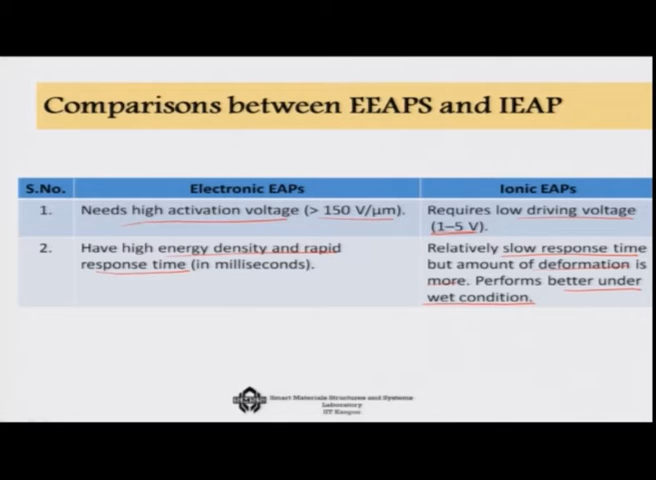 Comparisons between EEAPS and IEAP
S.No.
Electronic EAPs
Ionic EAPs
1.
Needs high activation voltage (> 150 V/µm).
Requires low driving voltage
(1–5 V).
2.
Have high energy density and rapid
response time (in milliseconds).
Relatively slow response time
but amount of deformation is
more. Performs better under
wet condition.
Smart Materials Structures and Systems
Laboratory
IIT Kanpur